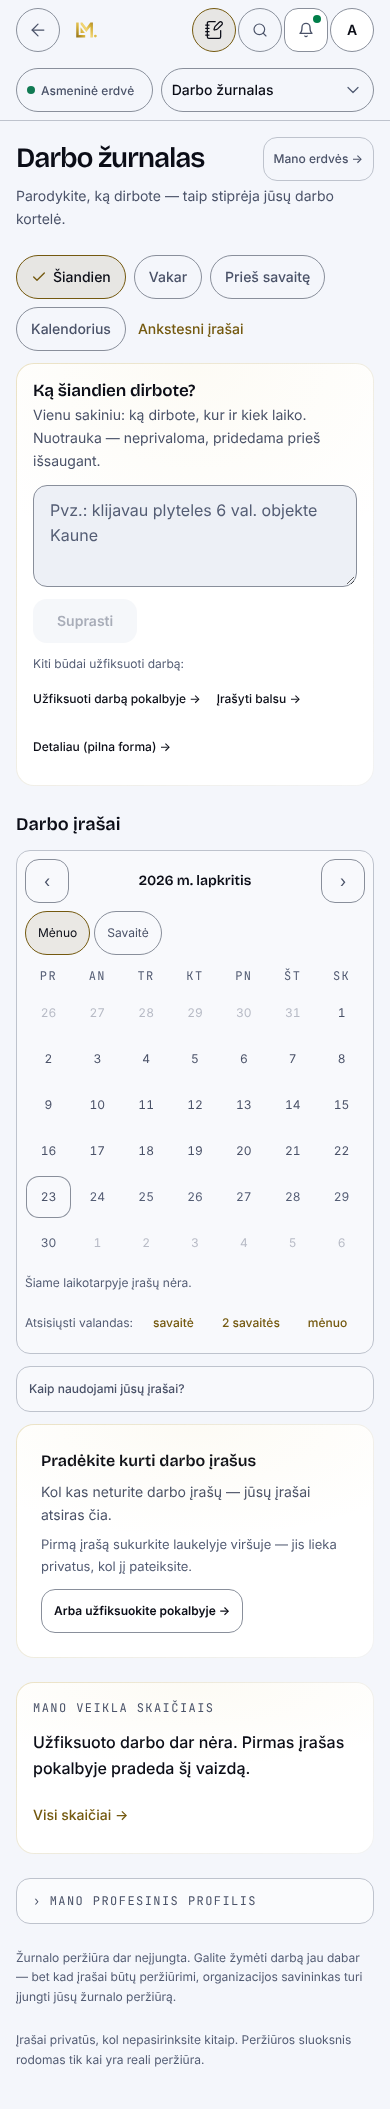 LM.
A
Asmeninė erdvė
Darbo žurnalas
Darbo žurnalas
Mano erdvės →
Parodykite, ką dirbote — taip stiprėja jūsų darbo
kortelė.
Šiandien
Vakar
Prieš savaitę
Kalendorius
Ankstesni įrašai
Ką šiandien dirbote?
Vienu sakiniu: ką dirbote, kur ir kiek laiko.
Nuotrauka — neprivaloma, pridedama prieš
išsaugant.
Pvz.: klijavau plyteles 6 val. objekte
Kaune
Suprasti
Kiti būdai užfiksuoti darbą:
Užfiksuoti darbą pokalbyje →
Įrašyti balsu →
Detaliau (pilna forma) →
Darbo įrašai
‹
2026 m. lapkritis
›
Mėnuo
Savaitė
PR AN TR KT PN ŠT SK
26 27 28 29 30 31 1
2 3 4 5 6 7 8
9 10 11 12 13 14 15
16 17 18 19 20 21 22
23 24 25 26 27 28 29
30 1 2 3 4 5 6
Šiame laikotarpyje įrašų nėra.
Atsisiųsti valandas: savaitė 2 savaitės mėnuo
Kaip naudojami jūsų įrašai?
Pradėkite kurti darbo įrašus
Kol kas neturite darbo įrašų — jūsų įrašai
atsiras čia.
Pirmą įrašą sukurkite laukelyje viršuje — jis lieka
privatus, kol jį pateiksite.
Arba užfiksuokite pokalbyje →
MANO VEIKLA SKAIČIAIS
Užfiksuoto darbo dar nėra. Pirmas įrašas
pokalbyje pradeda šį vaizdą.
Visi skaičiai →
› MANO PROFESINIS PROFILIS
Žurnalo peržiūra dar neįjungta. Galite žymėti darbą jau dabar
— bet kad įrašai būtų peržiūrimi, organizacijos savininkas turi
įjungti jūsų žurnalo peržiūrą.
Įrašai privatūs, kol nepasirinksite kitaip. Peržiūros sluoksnis
rodomas tik kai yra reali peržiūra.